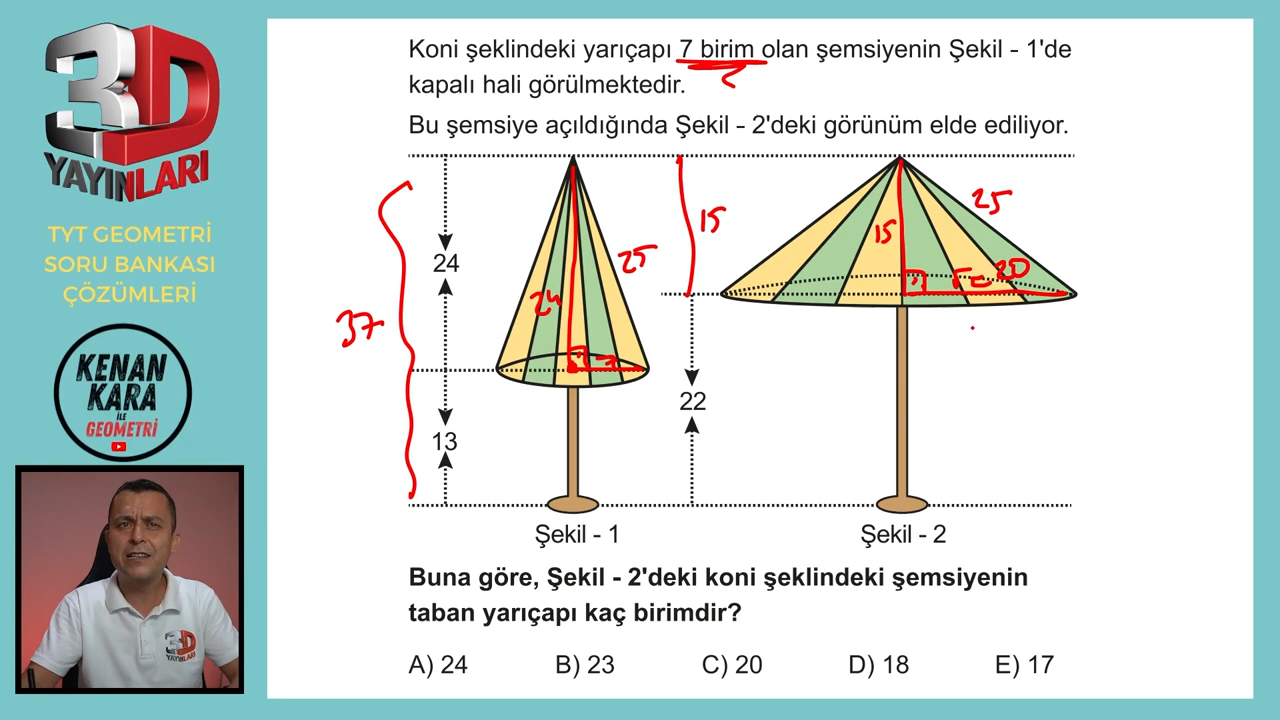 3D
YAYINLARI
TYT GEOMETRİ
SORU BANKASI
ÇÖZÜMLERİ
KENAN
KARA
İLE
GEOMETRİ
3D
YAYINLARI
Koni şeklindeki yarıçapı 7 birim olan şemsiyenin Şekil - 1'de
kapalı hali görülmektedir.
Bu şemsiye açıldığında Şekil - 2'deki görünüm elde ediliyor.
24
13
37
24
25
7
Şekil - 1
15
22
15
25
r = 20
Şekil - 2
Buna göre, Şekil - 2'deki koni şeklindeki şemsiyenin
taban yarıçapı kaç birimdir?
A) 24 B) 23 C) 20 D) 18 E) 17